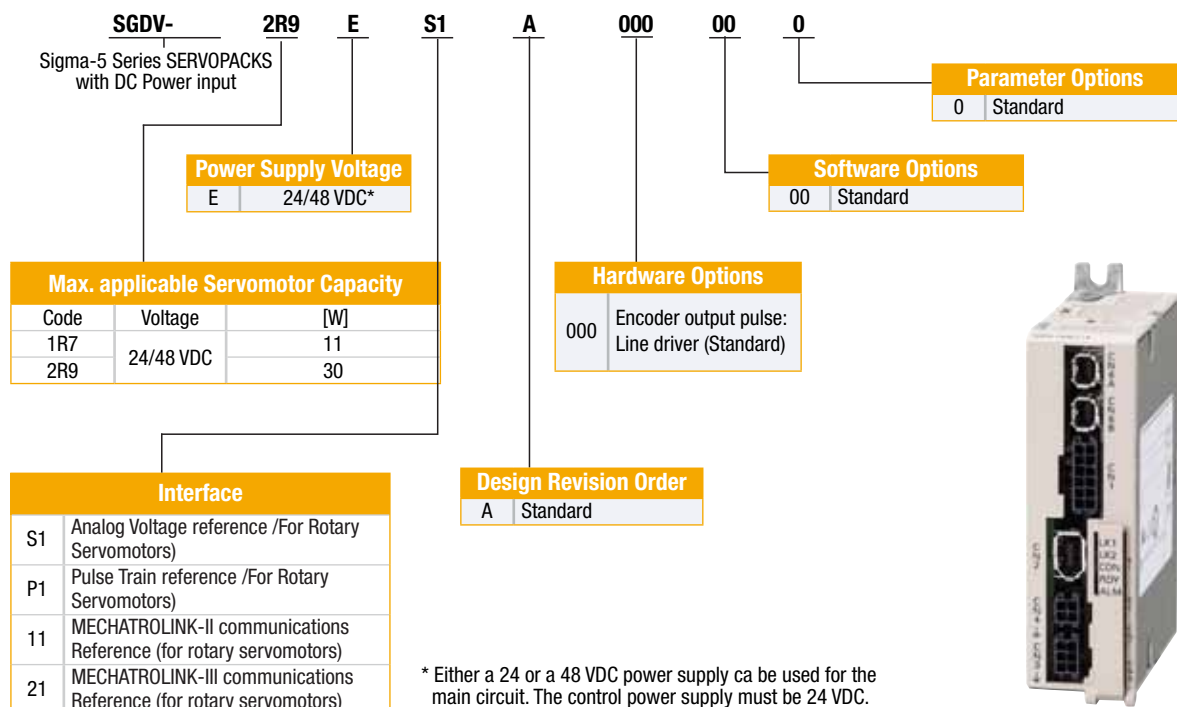 SGDV- 2R9 E S1 A 000 00 0
Sigma-5 Series SERVOPACKS
with DC Power input
Parameter Options
0 Standard
Power Supply Voltage
E 24/48 VDC*
Software Options
00 Standard
Max. applicable Servomotor Capacity
Code Voltage [W]
1R7 24/48 VDC 11
2R9 30
Hardware Options
000 Encoder output pulse:
Line driver (Standard)
Interface
S1 Analog Voltage reference /For Rotary
Servomotors)
P1 Pulse Train reference /For Rotary
Servomotors)
11 MECHATROLINK-II communications
Reference (for rotary servomotors)
21 MECHATROLINK-III communications
Reference (for rotary servomotors)
Design Revision Order
A Standard
* Either a 24 or a 48 VDC power supply ca be used for the
main circuit. The control power supply must be 24 VDC.
LK1
LK2
CON
RDY
ALM